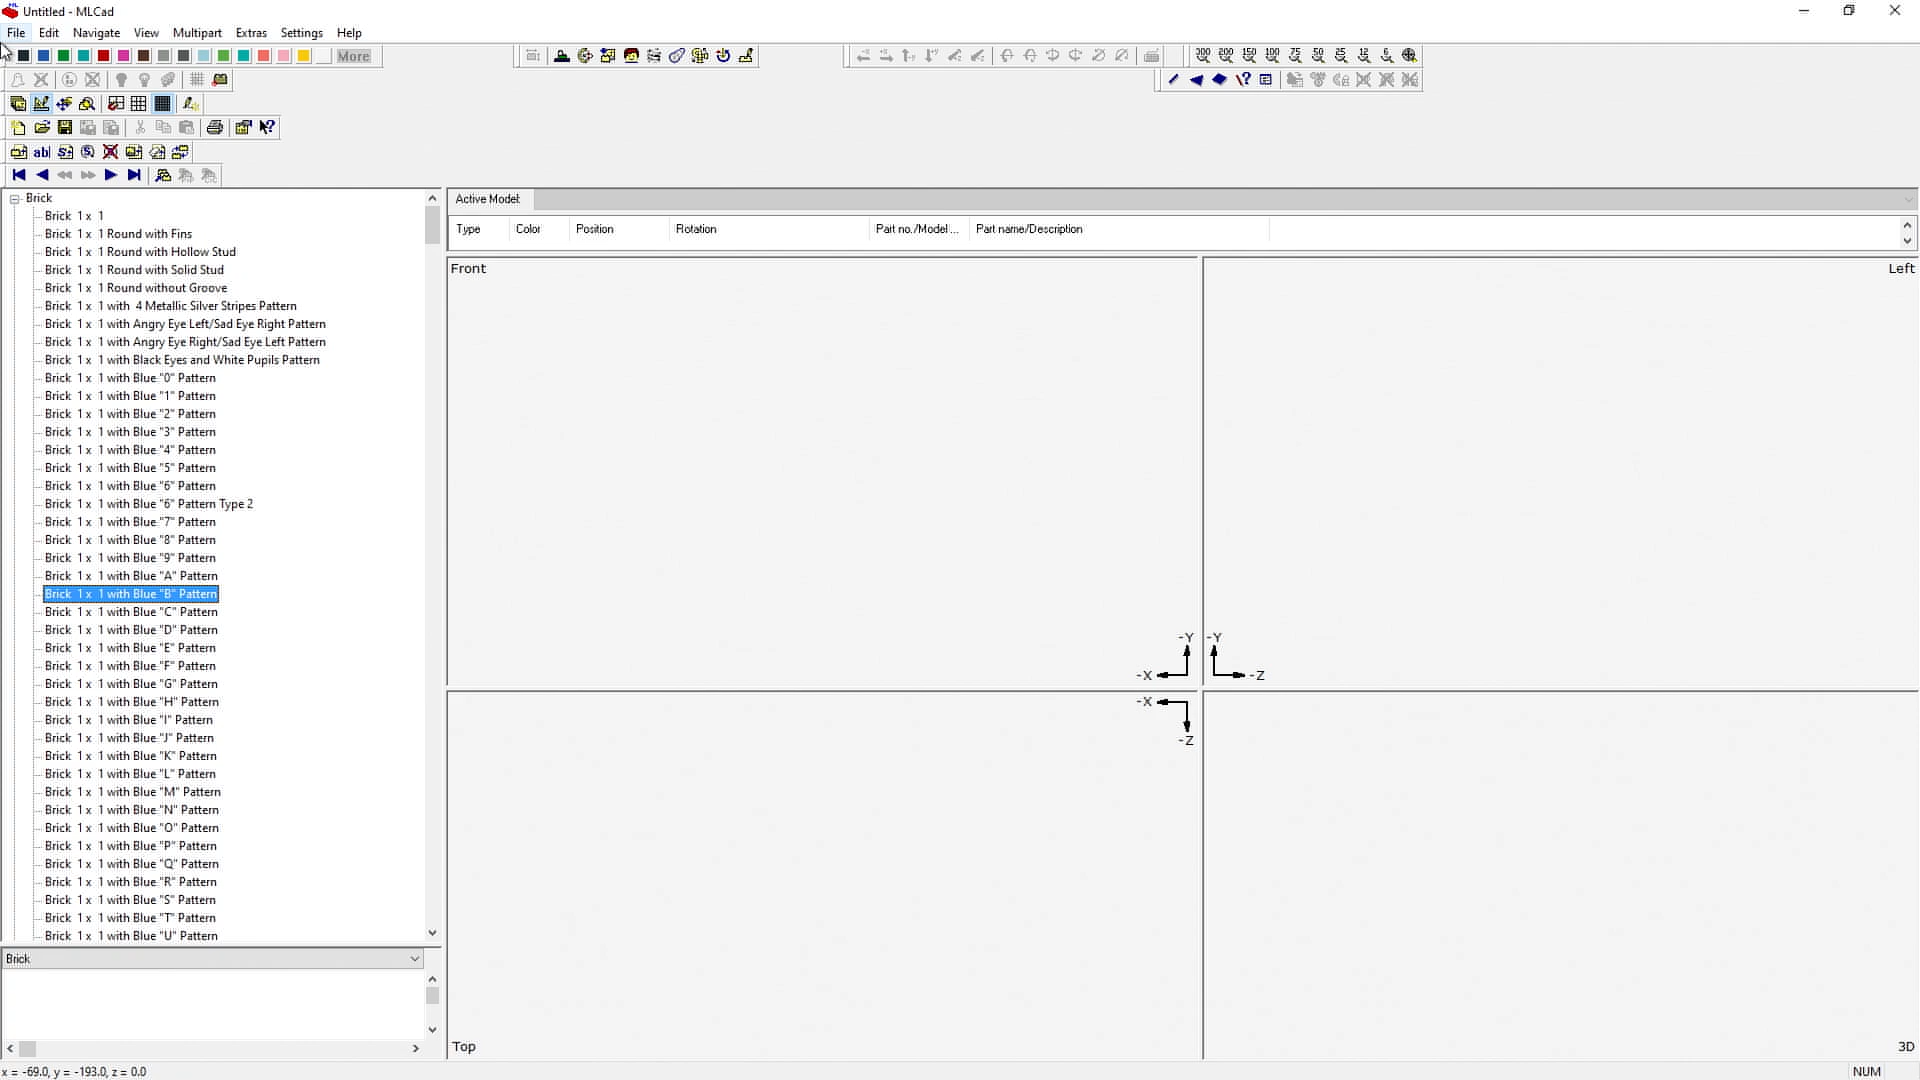 Untitled - MLCad
File Edit Navigate View Multipart Extras Settings Help
More
300 200 150 100 75 50 25 12 6
ab|
Brick
Brick 1 x 1
Brick 1 x 1 Round with Fins
Brick 1 x 1 Round with Hollow Stud
Brick 1 x 1 Round with Solid Stud
Brick 1 x 1 Round without Groove
Brick 1 x 1 with 4 Metallic Silver Stripes Pattern
Brick 1 x 1 with Angry Eye Left/Sad Eye Right Pattern
Brick 1 x 1 with Angry Eye Right/Sad Eye Left Pattern
Brick 1 x 1 with Black Eyes and White Pupils Pattern
Brick 1 x 1 with Blue "0" Pattern
Brick 1 x 1 with Blue "1" Pattern
Brick 1 x 1 with Blue "2" Pattern
Brick 1 x 1 with Blue "3" Pattern
Brick 1 x 1 with Blue "4" Pattern
Brick 1 x 1 with Blue "5" Pattern
Brick 1 x 1 with Blue "6" Pattern
Brick 1 x 1 with Blue "6" Pattern Type 2
Brick 1 x 1 with Blue "7" Pattern
Brick 1 x 1 with Blue "8" Pattern
Brick 1 x 1 with Blue "9" Pattern
Brick 1 x 1 with Blue "A" Pattern
Brick 1 x 1 with Blue "B" Pattern
Brick 1 x 1 with Blue "C" Pattern
Brick 1 x 1 with Blue "D" Pattern
Brick 1 x 1 with Blue "E" Pattern
Brick 1 x 1 with Blue "F" Pattern
Brick 1 x 1 with Blue "G" Pattern
Brick 1 x 1 with Blue "H" Pattern
Brick 1 x 1 with Blue "I" Pattern
Brick 1 x 1 with Blue "J" Pattern
Brick 1 x 1 with Blue "K" Pattern
Brick 1 x 1 with Blue "L" Pattern
Brick 1 x 1 with Blue "M" Pattern
Brick 1 x 1 with Blue "N" Pattern
Brick 1 x 1 with Blue "O" Pattern
Brick 1 x 1 with Blue "P" Pattern
Brick 1 x 1 with Blue "Q" Pattern
Brick 1 x 1 with Blue "R" Pattern
Brick 1 x 1 with Blue "S" Pattern
Brick 1 x 1 with Blue "T" Pattern
Brick 1 x 1 with Blue "U" Pattern
Brick
Active Model:
Type Color Position Rotation Part no./Model ... Part name/Description
Front
Left
-Y
-X
-Y
-Z
-X
-Z
Top
3D
x = -69.0, y = -193.0, z = 0.0
NUM